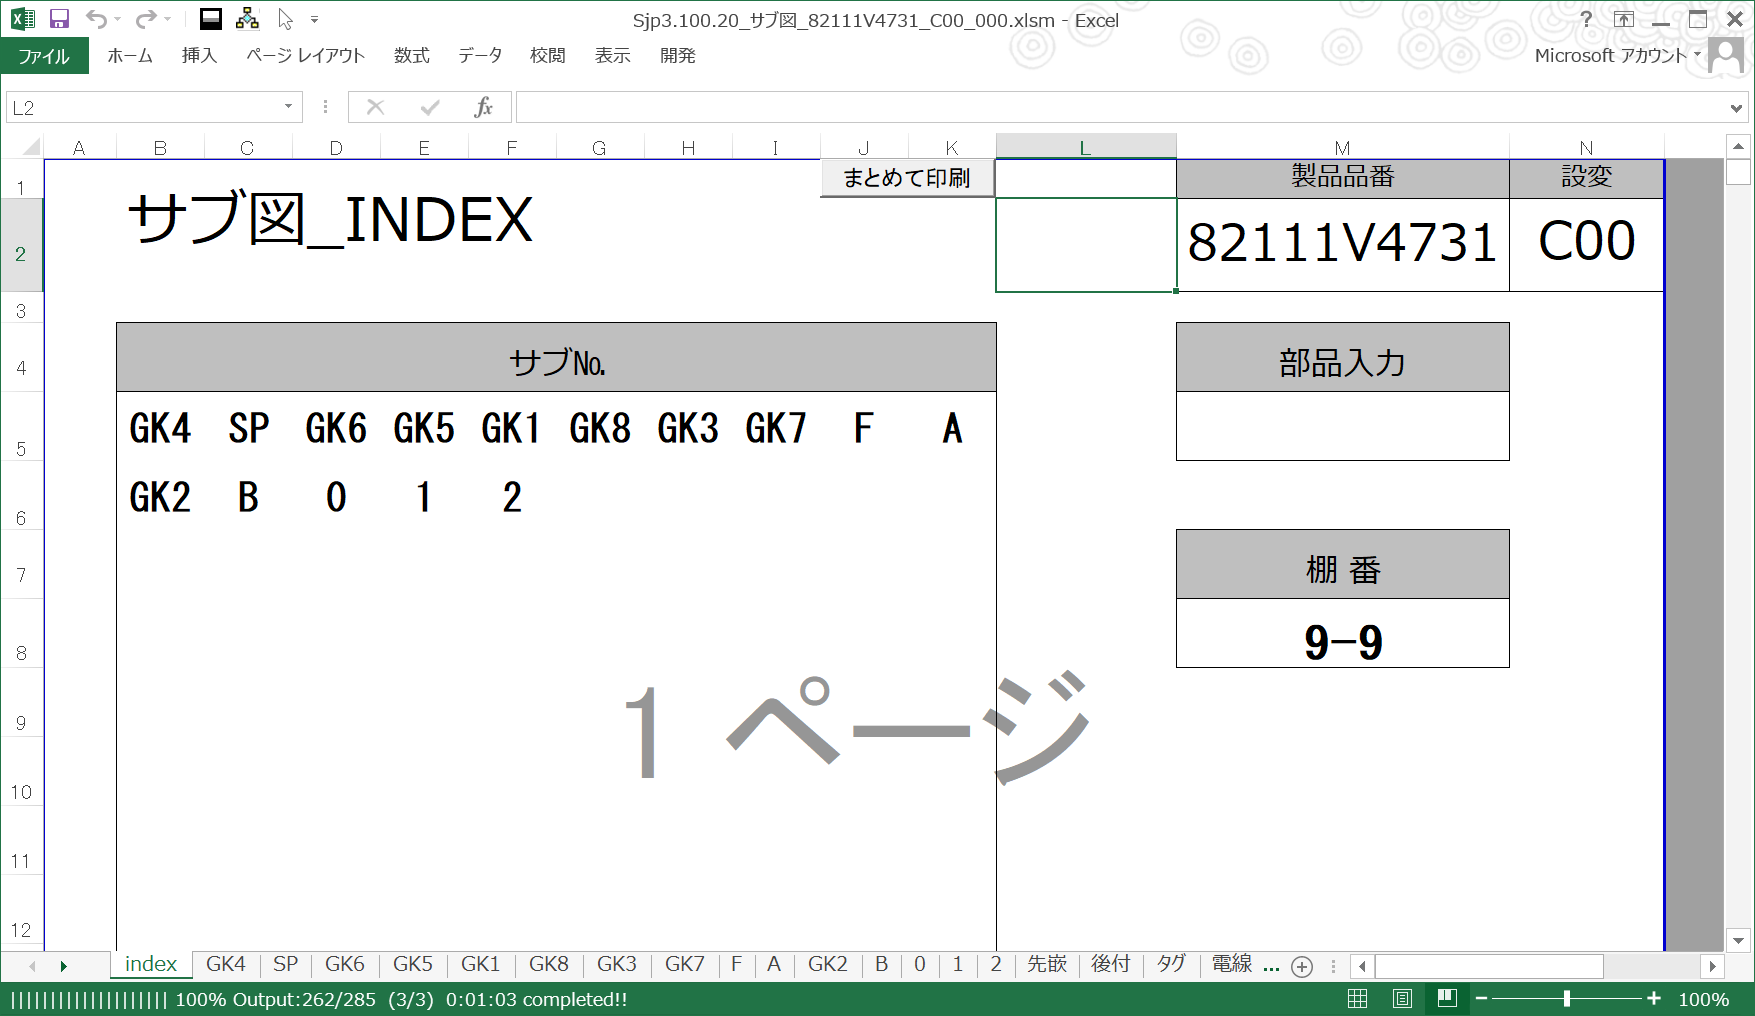 Sjp3.100.20_サブ図_82111V4731_C00_000.xlsm - Excel
?
ファイル ホーム 挿入 ページ レイアウト 数式 データ 校閲 表示 開発 Microsoft アカウント
L2 fx
A B C D E F G H I J K L M N
1 まとめて印刷 製品品番 設変
サブ図_INDEX
2 82111V4731 C00
3
4 サブ№ 部品入力
5 GK4 SP GK6 GK5 GK1 GK8 GK3 GK7 F A
6 GK2 B 0 1 2
7 棚 番
8 9-9
1 ページ
9
10
11
12
index GK4 SP GK6 GK5 GK1 GK8 GK3 GK7 F A GK2 B 0 1 2 先嵌 後付 タグ 電線 ...
||||||||||||||||||||| 100% Output:262/285 (3/3) 0:01:03 completed!! 100%